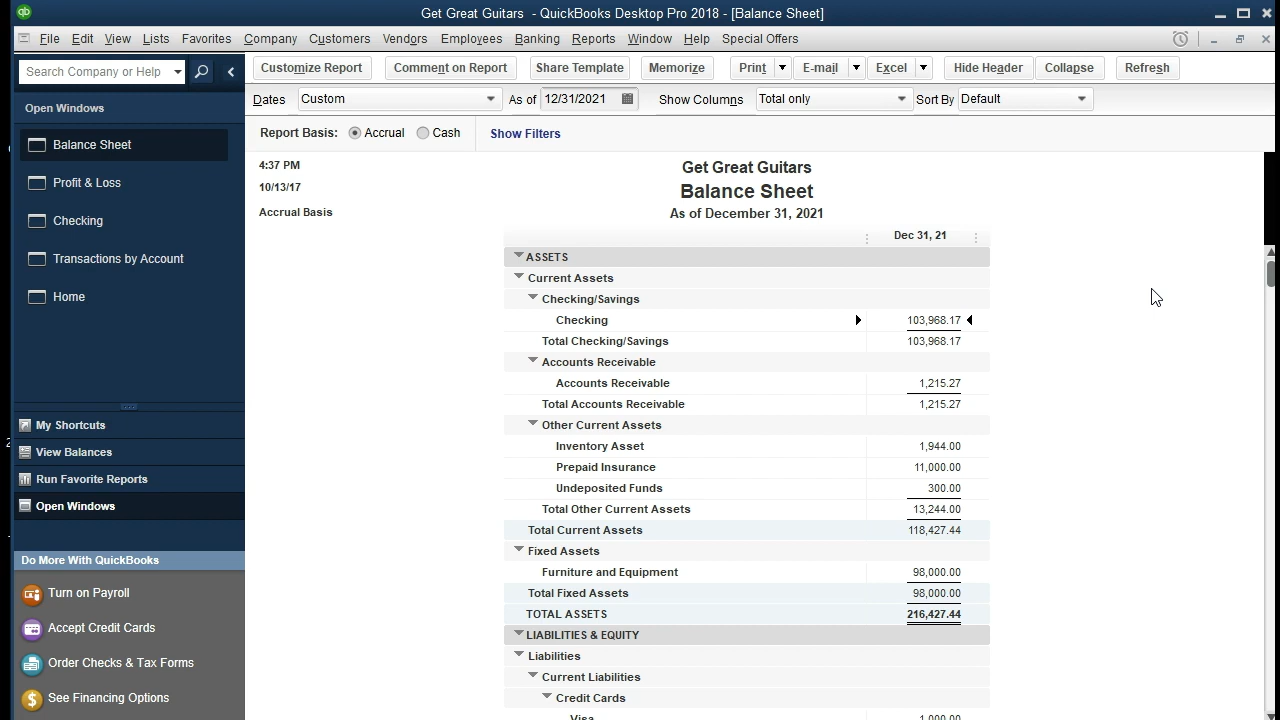 qb
Get Great Guitars - QuickBooks Desktop Pro 2018 - [Balance Sheet]
File Edit View Lists Favorites Company Customers Vendors Employees Banking Reports Window Help Special Offers
Search Company or Help
Customize Report Comment on Report Share Template Memorize Print E-mail Excel Hide Header Collapse Refresh
Dates Custom As of 12/31/2021 Show Columns Total only Sort By Default
Report Basis: Accrual Cash Show Filters
Open Windows
Balance Sheet
Profit & Loss
Checking
Transactions by Account
Home
My Shortcuts
View Balances
Run Favorite Reports
Open Windows
Do More With QuickBooks
Turn on Payroll
Accept Credit Cards
Order Checks & Tax Forms
$ See Financing Options
4:37 PM
10/13/17
Accrual Basis
Get Great Guitars
Balance Sheet
As of December 31, 2021
Dec 31, 21
ASSETS
Current Assets
Checking/Savings
Checking 103,968.17
Total Checking/Savings 103,968.17
Accounts Receivable
Accounts Receivable 1,215.27
Total Accounts Receivable 1,215.27
Other Current Assets
Inventory Asset 1,944.00
Prepaid Insurance 11,000.00
Undeposited Funds 300.00
Total Other Current Assets 13,244.00
Total Current Assets 118,427.44
Fixed Assets
Furniture and Equipment 98,000.00
Total Fixed Assets 98,000.00
TOTAL ASSETS 216,427.44
LIABILITIES & EQUITY
Liabilities
Current Liabilities
Credit Cards
Visa 1,000.00